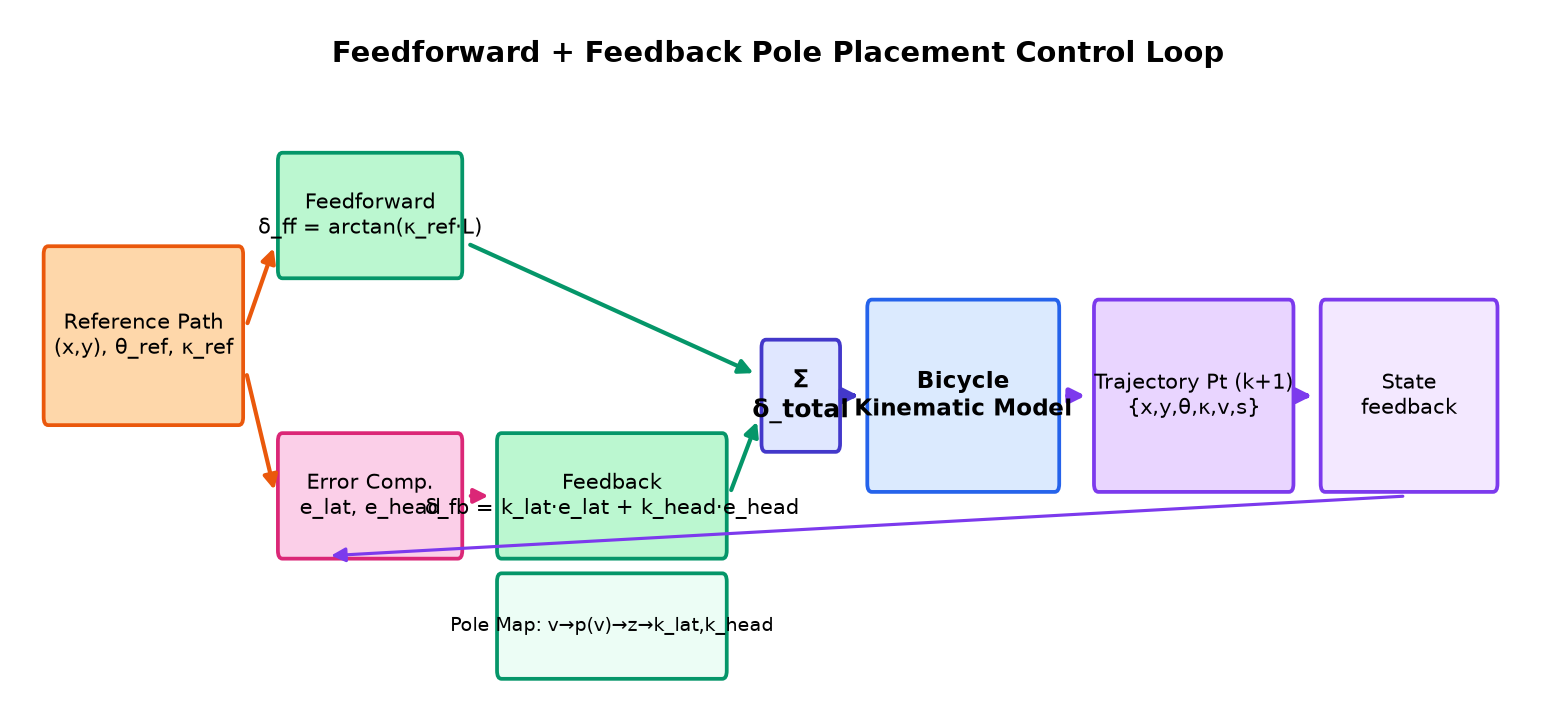 Feedforward + Feedback Pole Placement Control Loop
Feedforward
δ_ff = arctan(κ_ref·L)
Reference Path
(x,y), θ_ref, κ_ref
Σ
δ_total
Bicycle
Kinematic Model
Trajectory Pt (k+1)
{x,y,θ,κ,v,s}
State
feedback
Error Comp.
e_lat, e_head
Feedback
δ_fb = k_lat·e_lat + k_head·e_head
Pole Map: v→p(v)→z→k_lat,k_head